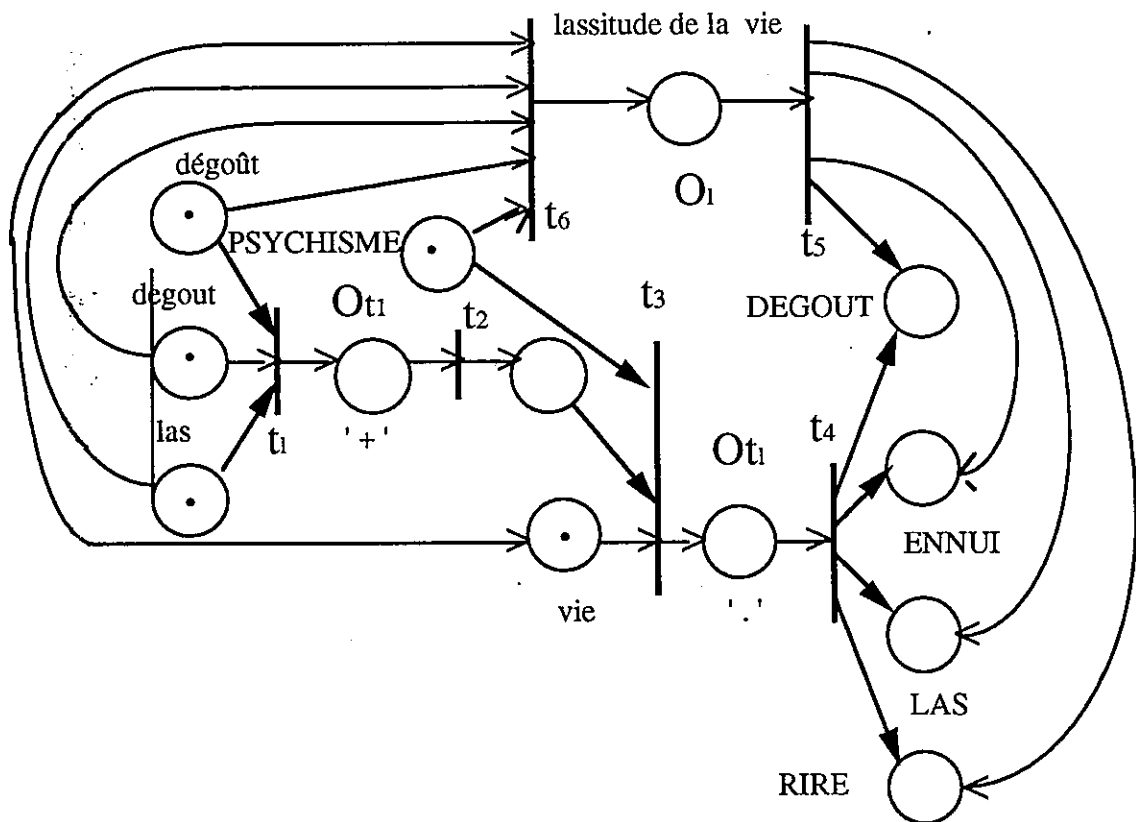 lassitude de la vie
dégoût
O1
t6
t5
PSYCHISME
degout
Ot1
t2
t3
DEGOUT
las
t1
'+'
Ot1
t4
ENNUI
vie
'.'
LAS
RIRE